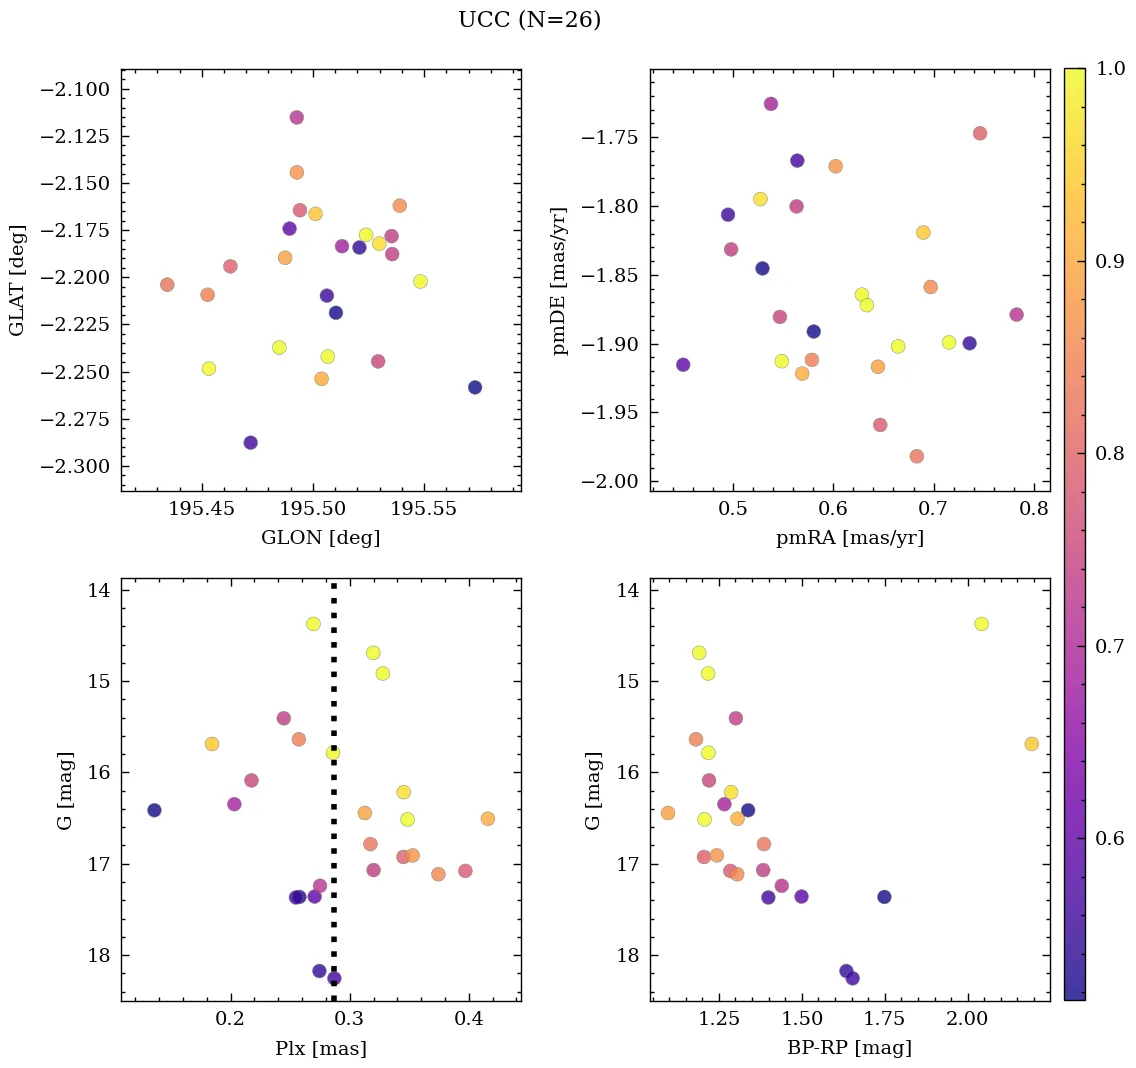 UCC (N=26)
−2.100
−2.125
−2.150
−2.175
−2.200
−2.225
−2.250
−2.275
−2.300
GLAT [deg]
195.45 195.50 195.55
GLON [deg]
−1.75
−1.80
−1.85
−1.90
−1.95
−2.00
pmDE [mas/yr]
0.5 0.6 0.7 0.8
pmRA [mas/yr]
1.0
0.9
0.8
0.7
0.6
14
15
16
17
18
G [mag]
0.2 0.3 0.4
Plx [mas]
14
15
16
17
18
G [mag]
1.25 1.50 1.75 2.00
BP-RP [mag]